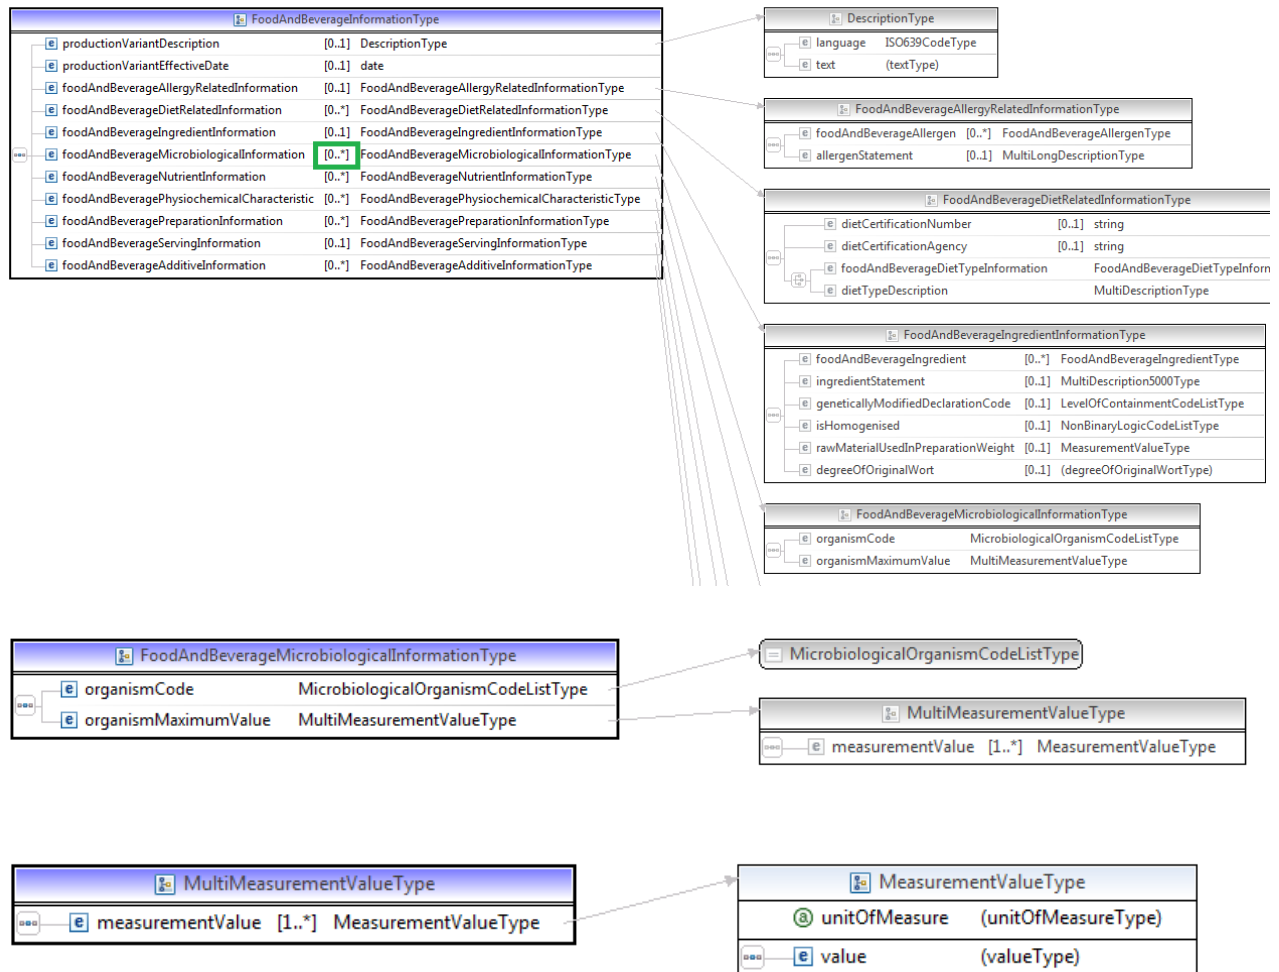 FoodAndBeverageInformationType
productionVariantDescription [0..1] DescriptionType
productionVariantEffectiveDate [0..1] date
foodAndBeverageAllergyRelatedInformation [0..1] FoodAndBeverageAllergyRelatedInformationType
foodAndBeverageDietRelatedInformation [0..*] FoodAndBeverageDietRelatedInformationType
foodAndBeverageIngredientInformation [0..1] FoodAndBeverageIngredientInformationType
foodAndBeverageMicrobiologicalInformation [0..*] FoodAndBeverageMicrobiologicalInformationType
foodAndBeverageNutrientInformation [0..*] FoodAndBeverageNutrientInformationType
foodAndBeveragePhysiochemicalCharacteristic [0..*] FoodAndBeveragePhysiochemicalCharacteristicType
foodAndBeveragePreparationInformation [0..*] FoodAndBeveragePreparationInformationType
foodAndBeverageServingInformation [0..1] FoodAndBeverageServingInformationType
foodAndBeverageAdditiveInformation [0..*] FoodAndBeverageAdditiveInformationType
DescriptionType
language ISO639CodeType
text (textType)
FoodAndBeverageAllergyRelatedInformationType
foodAndBeverageAllergen [0..*] FoodAndBeverageAllergenType
allergenStatement [0..1] MultiLongDescriptionType
FoodAndBeverageDietRelatedInformationType
dietCertificationNumber [0..1] string
dietCertificationAgency [0..1] string
foodAndBeverageDietTypeInformation FoodAndBeverageDietTypeInforn
dietTypeDescription MultiDescriptionType
FoodAndBeverageIngredientInformationType
foodAndBeverageIngredient [0..*] FoodAndBeverageIngredientType
ingredientStatement [0..1] MultiDescription5000Type
geneticallyModifiedDeclarationCode [0..1] LevelOfContainmentCodeListType
isHomogenised [0..1] NonBinaryLogicCodeListType
rawMaterialUsedInPreparationWeight [0..1] MeasurementValueType
degreeOfOriginalWort [0..1] (degreeOfOriginalWortType)
FoodAndBeverageMicrobiologicalInformationType
organismCode MicrobiologicalOrganismCodeListType
organismMaximumValue MultiMeasurementValueType
FoodAndBeverageMicrobiologicalInformationType
organismCode MicrobiologicalOrganismCodeListType
organismMaximumValue MultiMeasurementValueType
MicrobiologicalOrganismCodeListType
MultiMeasurementValueType
measurementValue [1..*] MeasurementValueType
MultiMeasurementValueType
measurementValue [1..*] MeasurementValueType
MeasurementValueType
unitOfMeasure (unitOfMeasureType)
value (valueType)